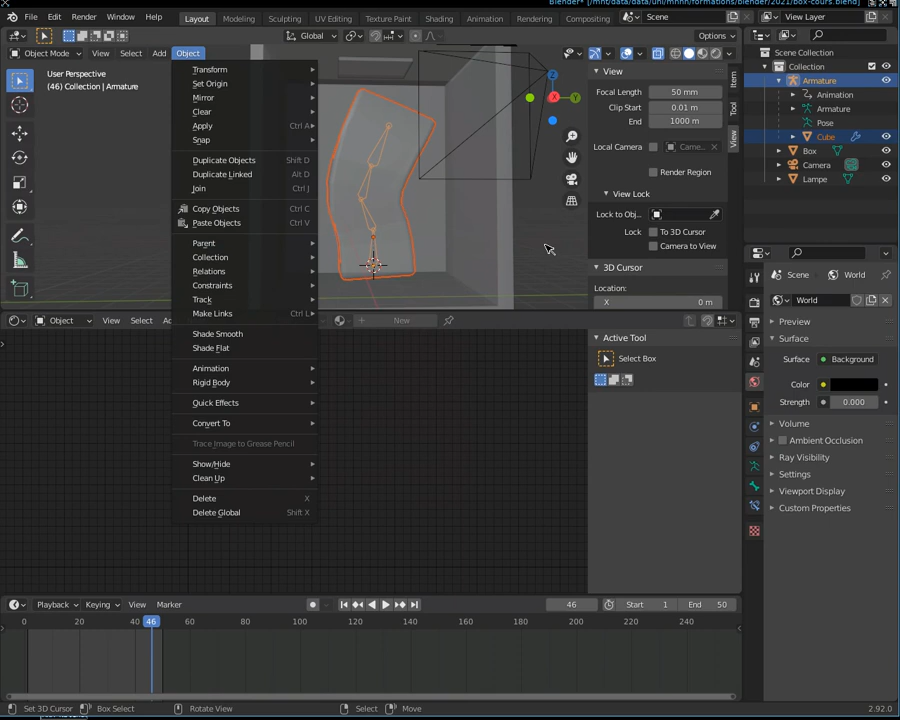 Blender* [/mnt/data/data/uni/mnhn/formations/blender/2021/box-cours.blend]
File Edit Render Window Help Layout Modeling Sculpting UV Editing Texture Paint Shading Animation Rendering Compositing Scene View Layer
Global Options
Object Mode View Select Add Object
User Perspective
(46) Collection | Armature
Transform
Set Origin
Mirror
Clear
Apply Ctrl A
Snap
Duplicate Objects Shift D
Duplicate Linked Alt D
Join Ctrl J
Copy Objects Ctrl C
Paste Objects Ctrl V
Parent
Collection
Relations
Constraints
Track
Make Links Ctrl L
Shade Smooth
Shade Flat
Animation
Rigid Body
Quick Effects
Convert To
Trace Image to Grease Pencil
Show/Hide
Clean Up
Delete X
Delete Global Shift X
Z
X
Y
View
Focal Length 50 mm
Clip Start 0.01 m
End 1000 m
Local Camera Came...
Render Region
View Lock
Lock to Obj...
Lock To 3D Cursor
Camera to View
3D Cursor
Location:
X 0 m
Item
Tool
View
Scene Collection
Collection
Armature
Animation
Armature
Pose
Cube
Box
Camera
Lampe
Object View Select Ad New
Active Tool
Select Box
Scene World
World
Preview
Surface
Surface Background
Color
Strength 0.000
Volume
Ambient Occlusion
Ray Visibility
Settings
Viewport Display
Custom Properties
Playback Keying View Marker 46 Start 1 End 50
0 20 40 46 60 80 100 120 140 160 180 200 220 240
Set 3D Cursor Box Select Rotate View Select Move 2.92.0